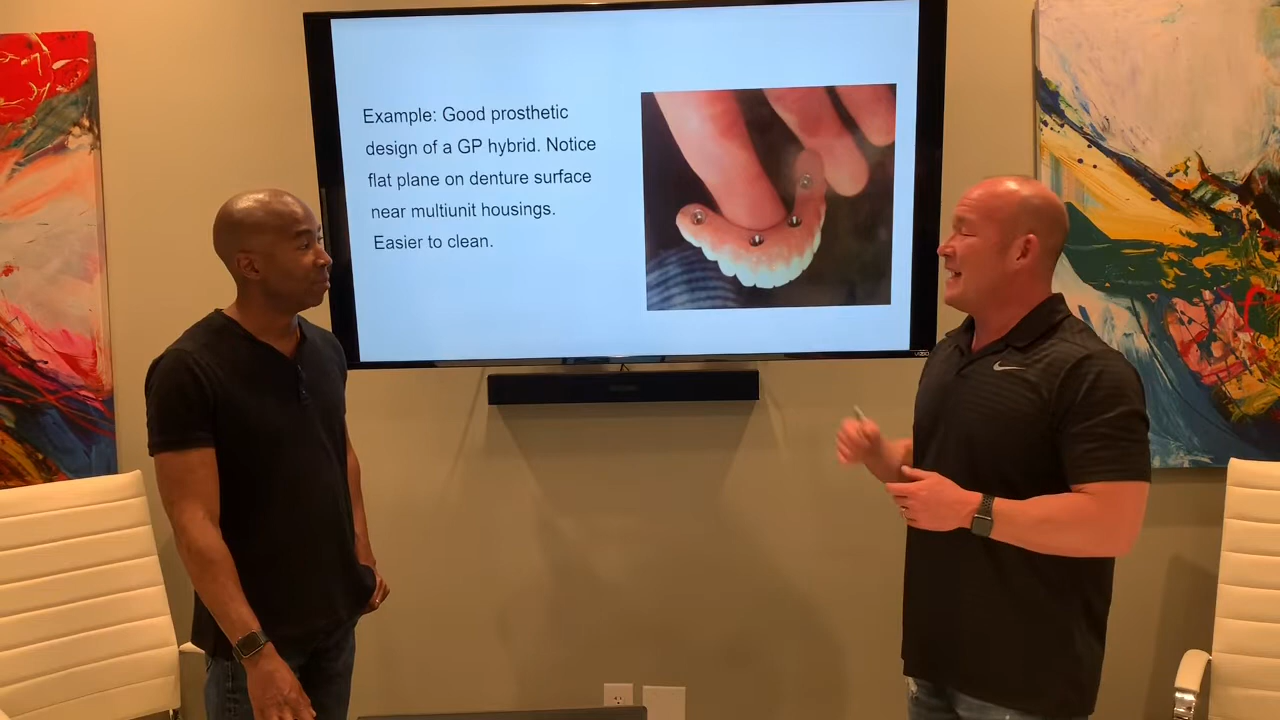 Example: Good prosthetic
design of a GP hybrid. Notice
flat plane on denture surface
near multiunit housings.
Easier to clean.
VIZIO